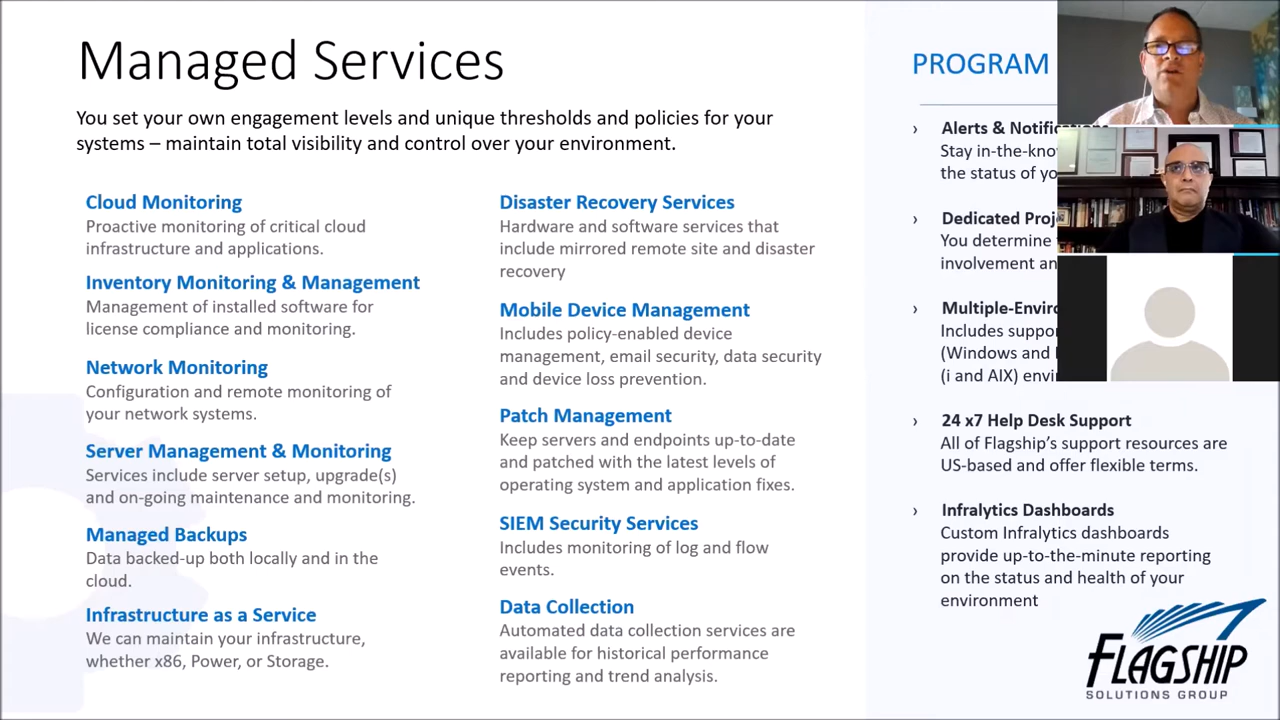 Managed Services
You set your own engagement levels and unique thresholds and policies for your
systems – maintain total visibility and control over your environment.
Cloud Monitoring
Proactive monitoring of critical cloud
infrastructure and applications.
Inventory Monitoring & Management
Management of installed software for
license compliance and monitoring.
Network Monitoring
Configuration and remote monitoring of
your network systems.
Server Management & Monitoring
Services include server setup, upgrade(s)
and on-going maintenance and monitoring.
Managed Backups
Data backed-up both locally and in the
cloud.
Infrastructure as a Service
We can maintain your infrastructure,
whether x86, Power, or Storage.
Disaster Recovery Services
Hardware and software services that
include mirrored remote site and disaster
recovery
Mobile Device Management
Includes policy-enabled device
management, email security, data security
and device loss prevention.
Patch Management
Keep servers and endpoints up-to-date
and patched with the latest levels of
operating system and application fixes.
SIEM Security Services
Includes monitoring of log and flow
events.
Data Collection
Automated data collection services are
available for historical performance
reporting and trend analysis.
PROGRAM
› Alerts & Notifications
Stay in-the-kno
the status of yo
› Dedicated Proj
You determine
involvement an
› Multiple-Enviro
Includes suppor
(Windows and
(i and AIX) envi
› 24 x7 Help Desk Support
All of Flagship’s support resources are
US-based and offer flexible terms.
› Infralytics Dashboards
Custom Infralytics dashboards
provide up-to-the-minute reporting
on the status and health of your
environment
FLAGSHIP
SOLUTIONS GROUP